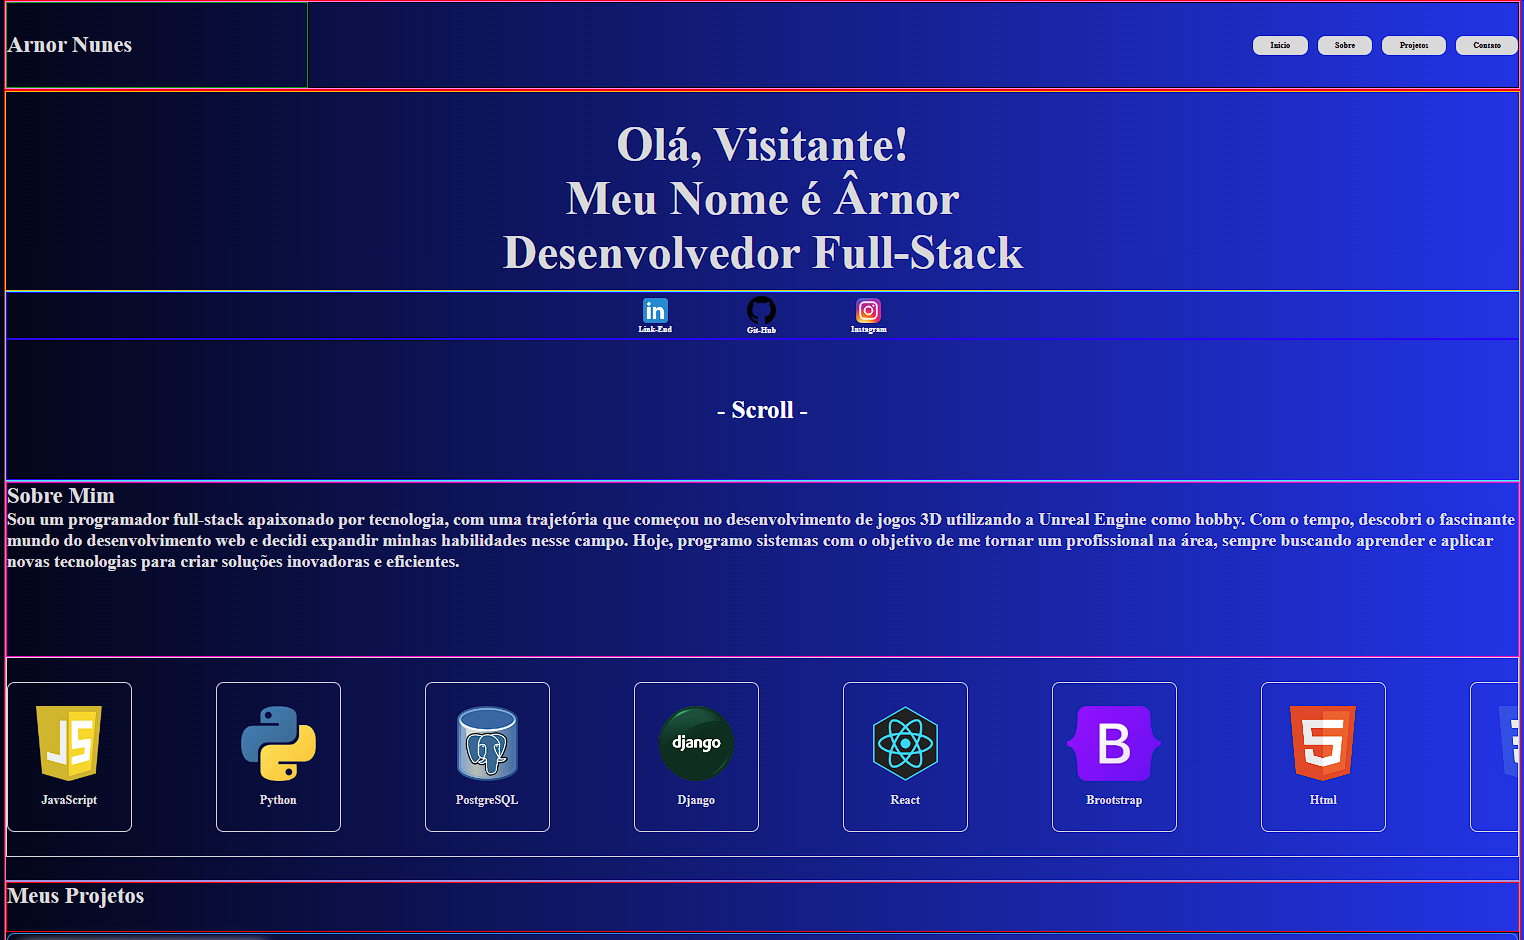 Arnor Nunes
Início
Sobre
Projetos
Contato
Olá, Visitante!
Meu Nome é Ârnor
Desenvolvedor Full-Stack
in
Link-End
Git-Hub
Instagram
- Scroll -
Sobre Mim
Sou um programador full-stack apaixonado por tecnologia, com uma trajetória que começou no desenvolvimento de jogos 3D utilizando a Unreal Engine como hobby. Com o tempo, descobri o fascinante
mundo do desenvolvimento web e decidi expandir minhas habilidades nesse campo. Hoje, programo sistemas com o objetivo de me tornar um profissional na área, sempre buscando aprender e aplicar
novas tecnologias para criar soluções inovadoras e eficientes.
JS
django
B
5
JavaScript
Python
PostgreSQL
Django
React
Brootstrap
Html
Meus Projetos